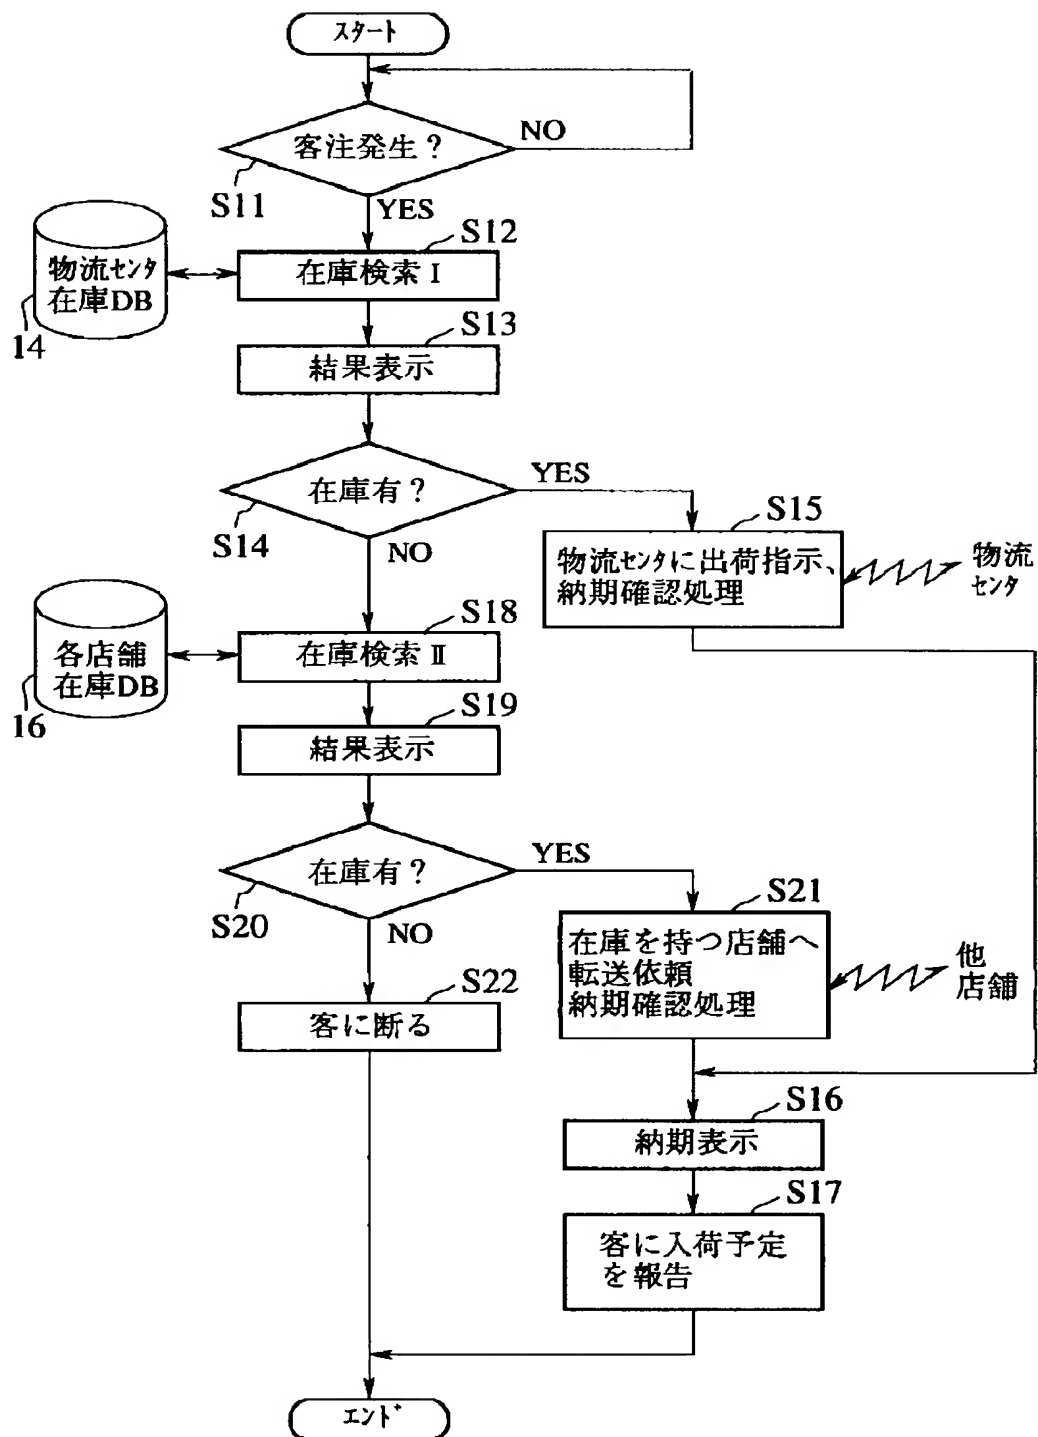 スタート
客注発生？
NO
S11
YES
S12
物流センタ
在庫DB
在庫検索 I
14
S13
結果表示
YES
在庫有？
S14
NO
S15
物流センタに出荷指示、
納期確認処理
物流
センタ
S18
各店舗
在庫DB
在庫検索 II
16
S19
結果表示
YES
在庫有？
S20
NO
S21
在庫を持つ店舗へ
転送依頼
納期確認処理
他
店舗
S22
客に断る
S16
納期表示
S17
客に入荷予定
を報告
エンド